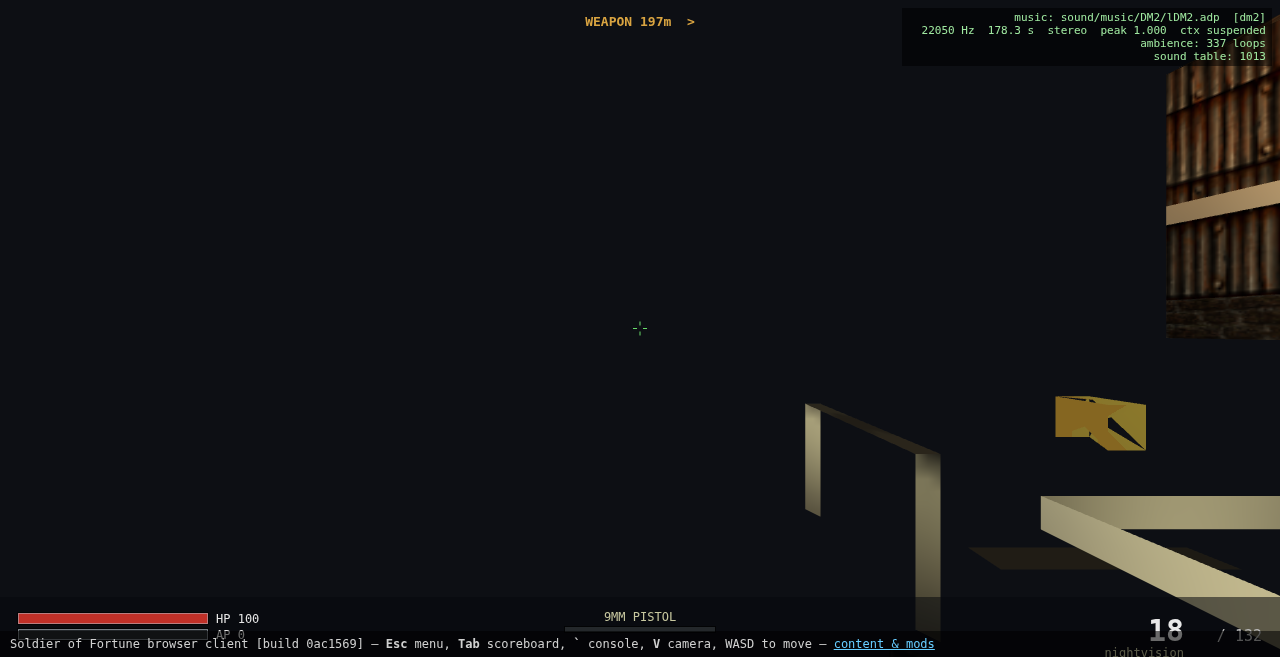 WEAPON 197m  >
music: sound/music/DM2/lDM2.adp  [dm2]
22050 Hz  178.3 s  stereo  peak 1.000  ctx suspended
ambience: 337 loops
sound table: 1013
9MM PISTOL
HP 100
AP 0
18 / 132
Soldier of Fortune browser client [build 0ac1569] — Esc menu, Tab scoreboard, ` console, V camera, WASD to move — content & mods
nightvision